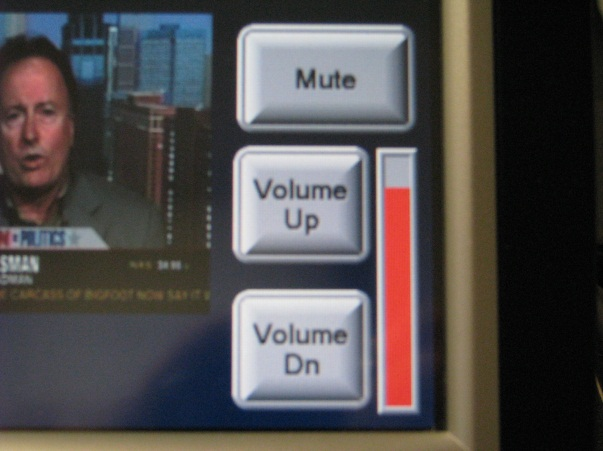 Mute
Volume
Up
Volume
Dn
POLITICS
SMAN
E CARCASS OF BIGFOOT NOW SAY IT